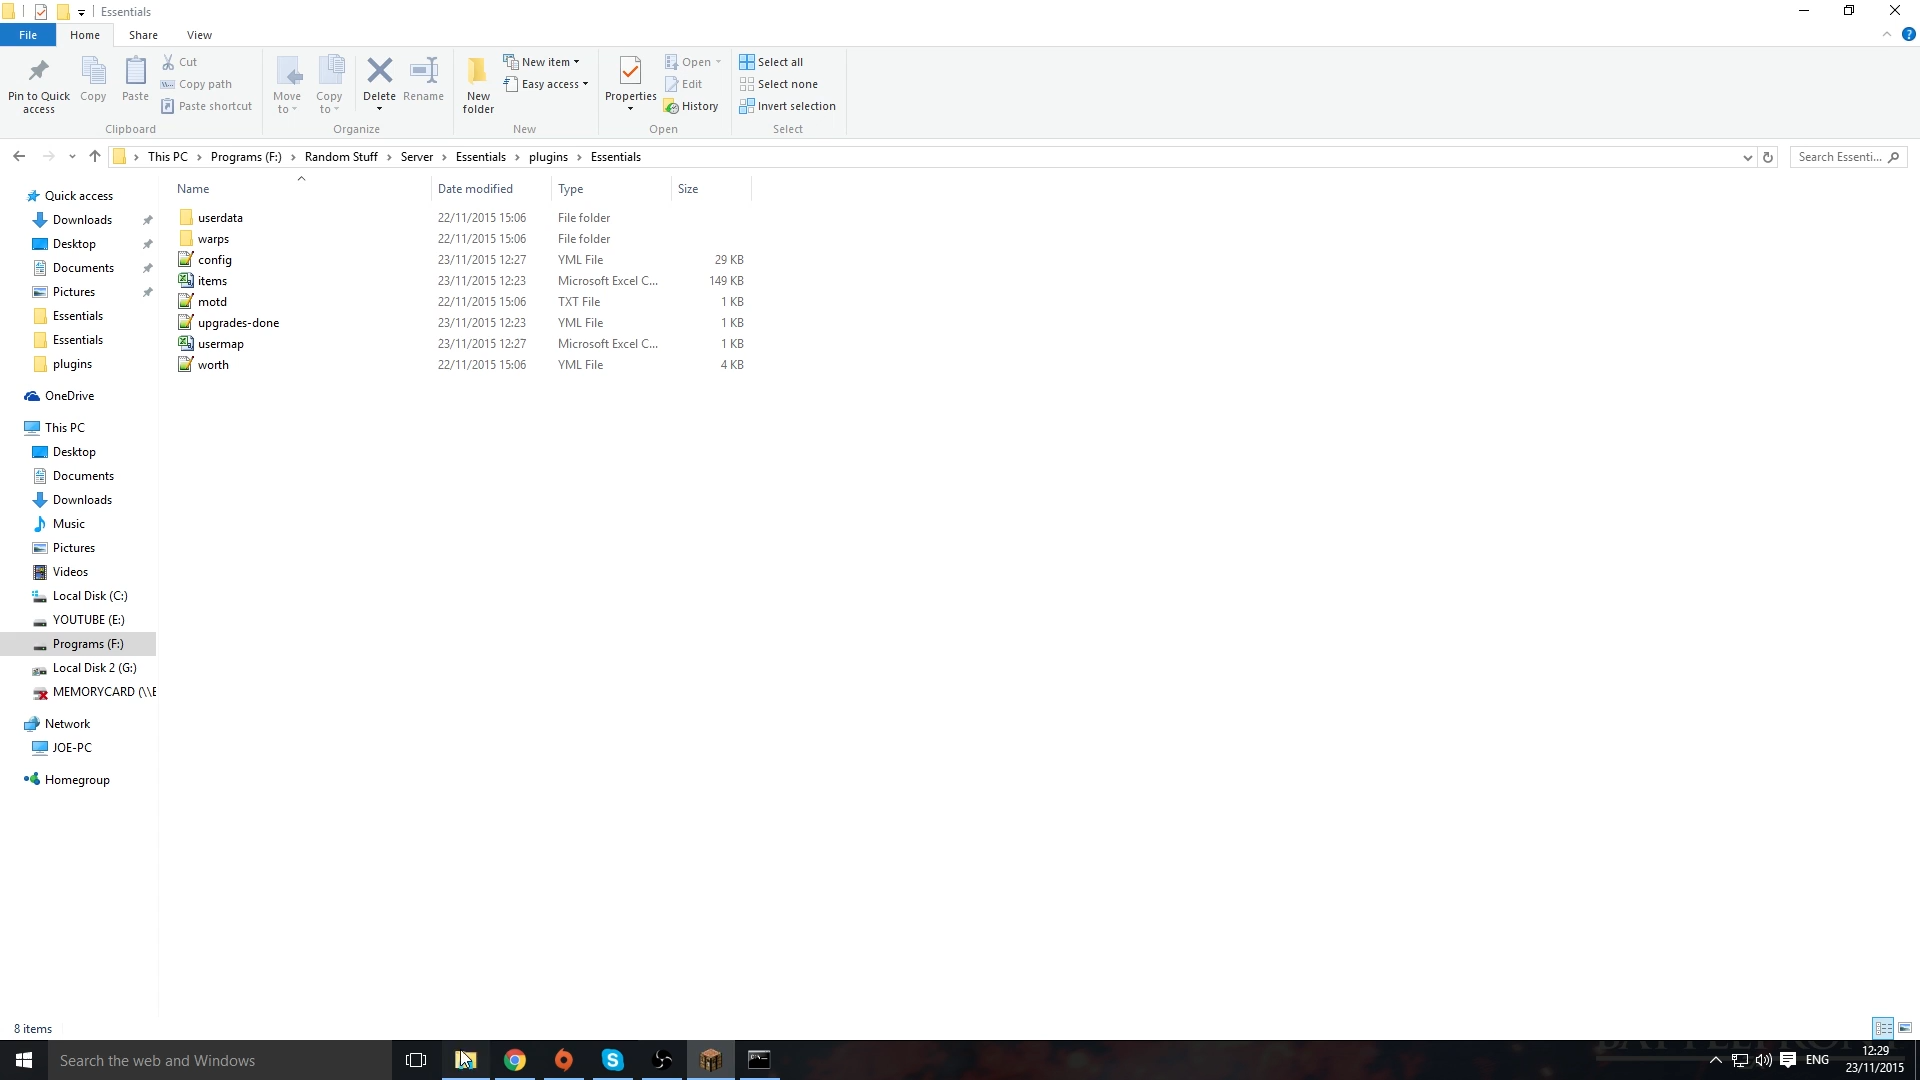 Essentials
File Home Share View
Pin to Quick access
Copy
Paste
Cut
Copy path
Paste shortcut
Clipboard
Move to
Copy to
Delete
Rename
Organize
New folder
New item
Easy access
New
Properties
Open
Edit
History
Open
Select all
Select none
Invert selection
Select
This PC Programs (F:) Random Stuff Server Essentials plugins Essentials
Search Essenti...
Quick access
Downloads
Desktop
Documents
Pictures
Essentials
Essentials
plugins
OneDrive
This PC
Desktop
Documents
Downloads
Music
Pictures
Videos
Local Disk (C:)
YOUTUBE (E:)
Programs (F:)
Local Disk 2 (G:)
MEMORYCARD (\\E
Network
JOE-PC
Homegroup
Name Date modified Type Size
userdata 22/11/2015 15:06 File folder
warps 22/11/2015 15:06 File folder
config 23/11/2015 12:27 YML File 29 KB
items 23/11/2015 12:23 Microsoft Excel C... 149 KB
motd 22/11/2015 15:06 TXT File 1 KB
upgrades-done 23/11/2015 12:23 YML File 1 KB
usermap 23/11/2015 12:27 Microsoft Excel C... 1 KB
worth 22/11/2015 15:06 YML File 4 KB
8 items
Search the web and Windows
ENG
12:29
23/11/2015